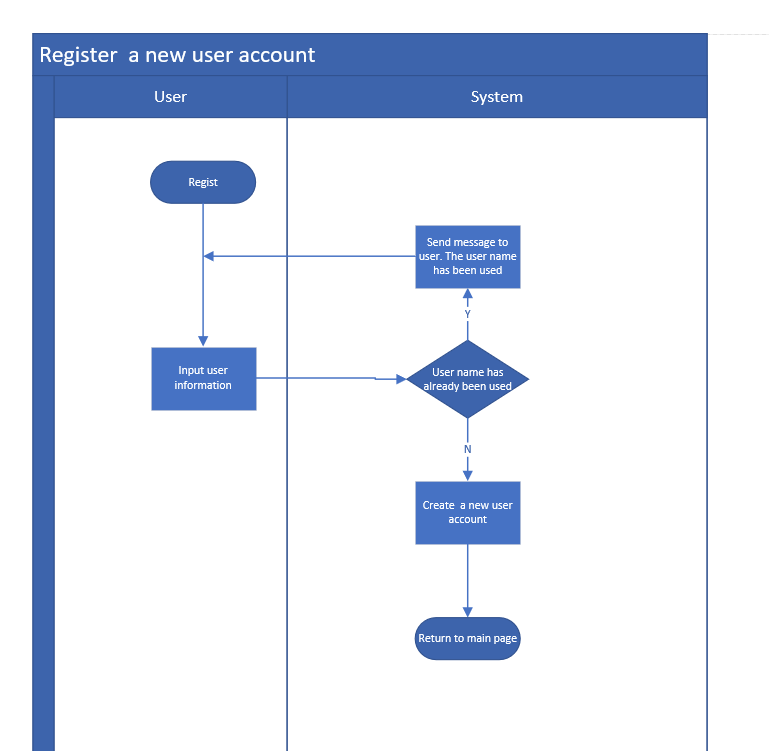 Register  a new user account
User
System
Regist
Send message to
user. The user name
has been used
Y
Input user
information
User name has
already been used
N
Create  a new user
account
Return to main page